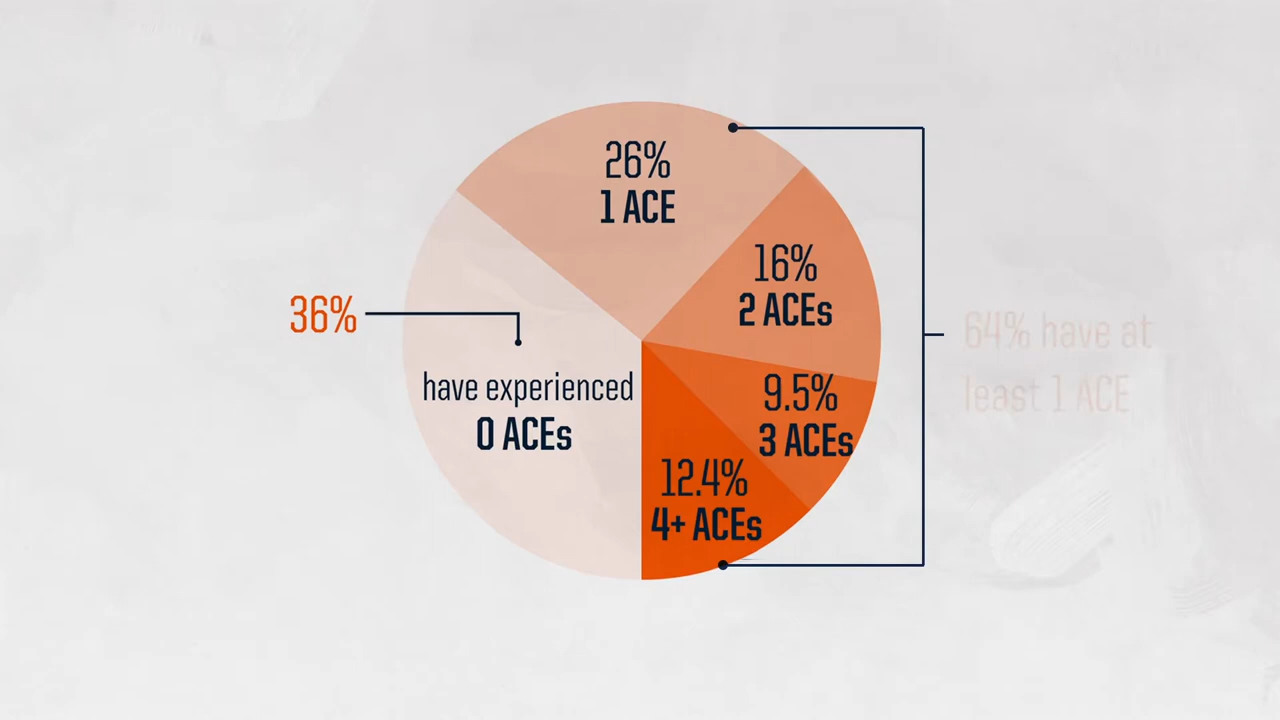 26%
1 ACE
16%
2 ACEs
36%
64% have at
least 1 ACE
have experienced
0 ACEs
9.5%
3 ACEs
12.4%
4+ ACEs